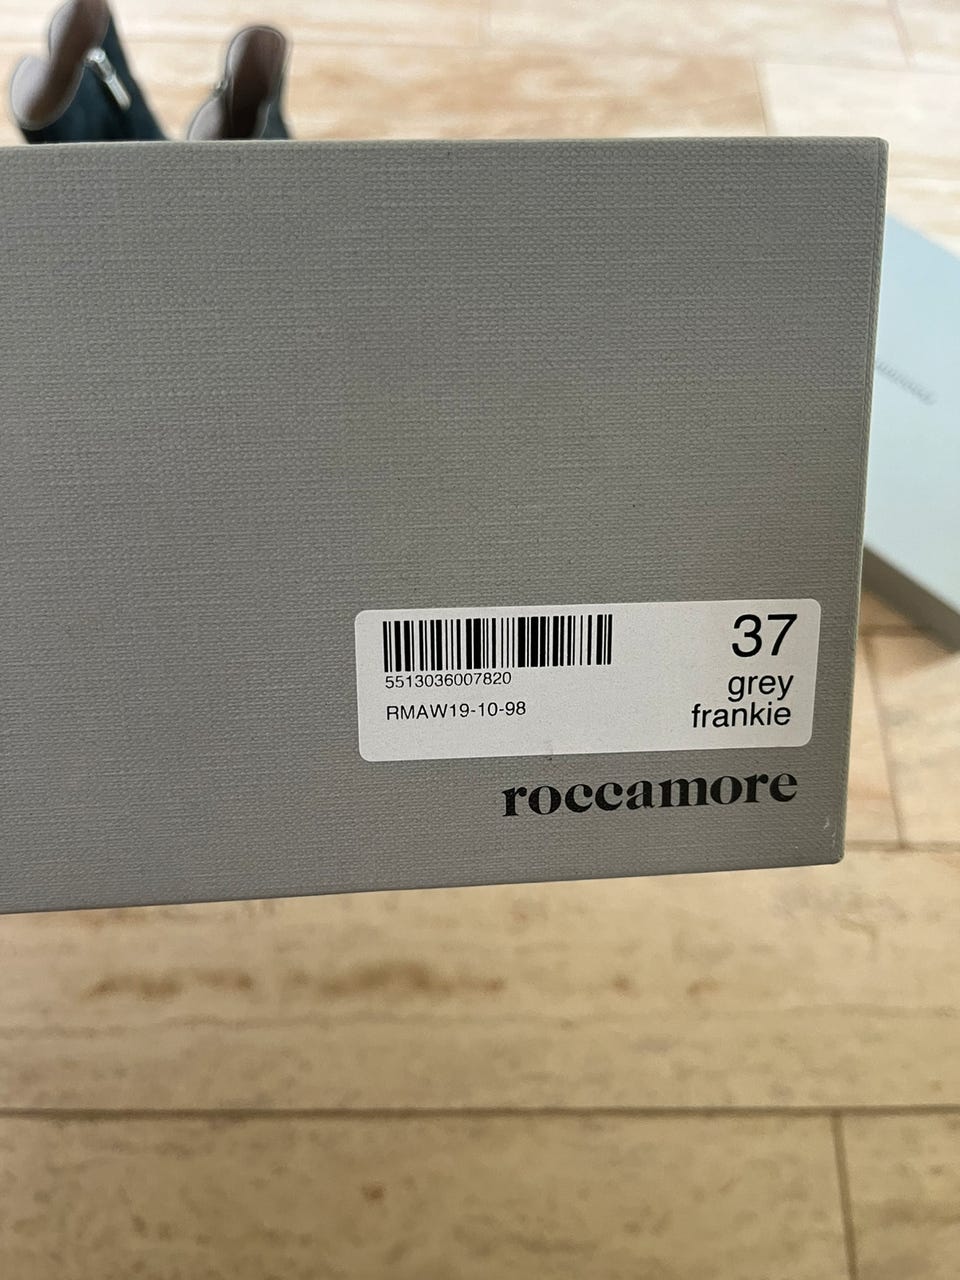 37
5513036007820
grey
RMAW19-10-98
frankie
roccamore